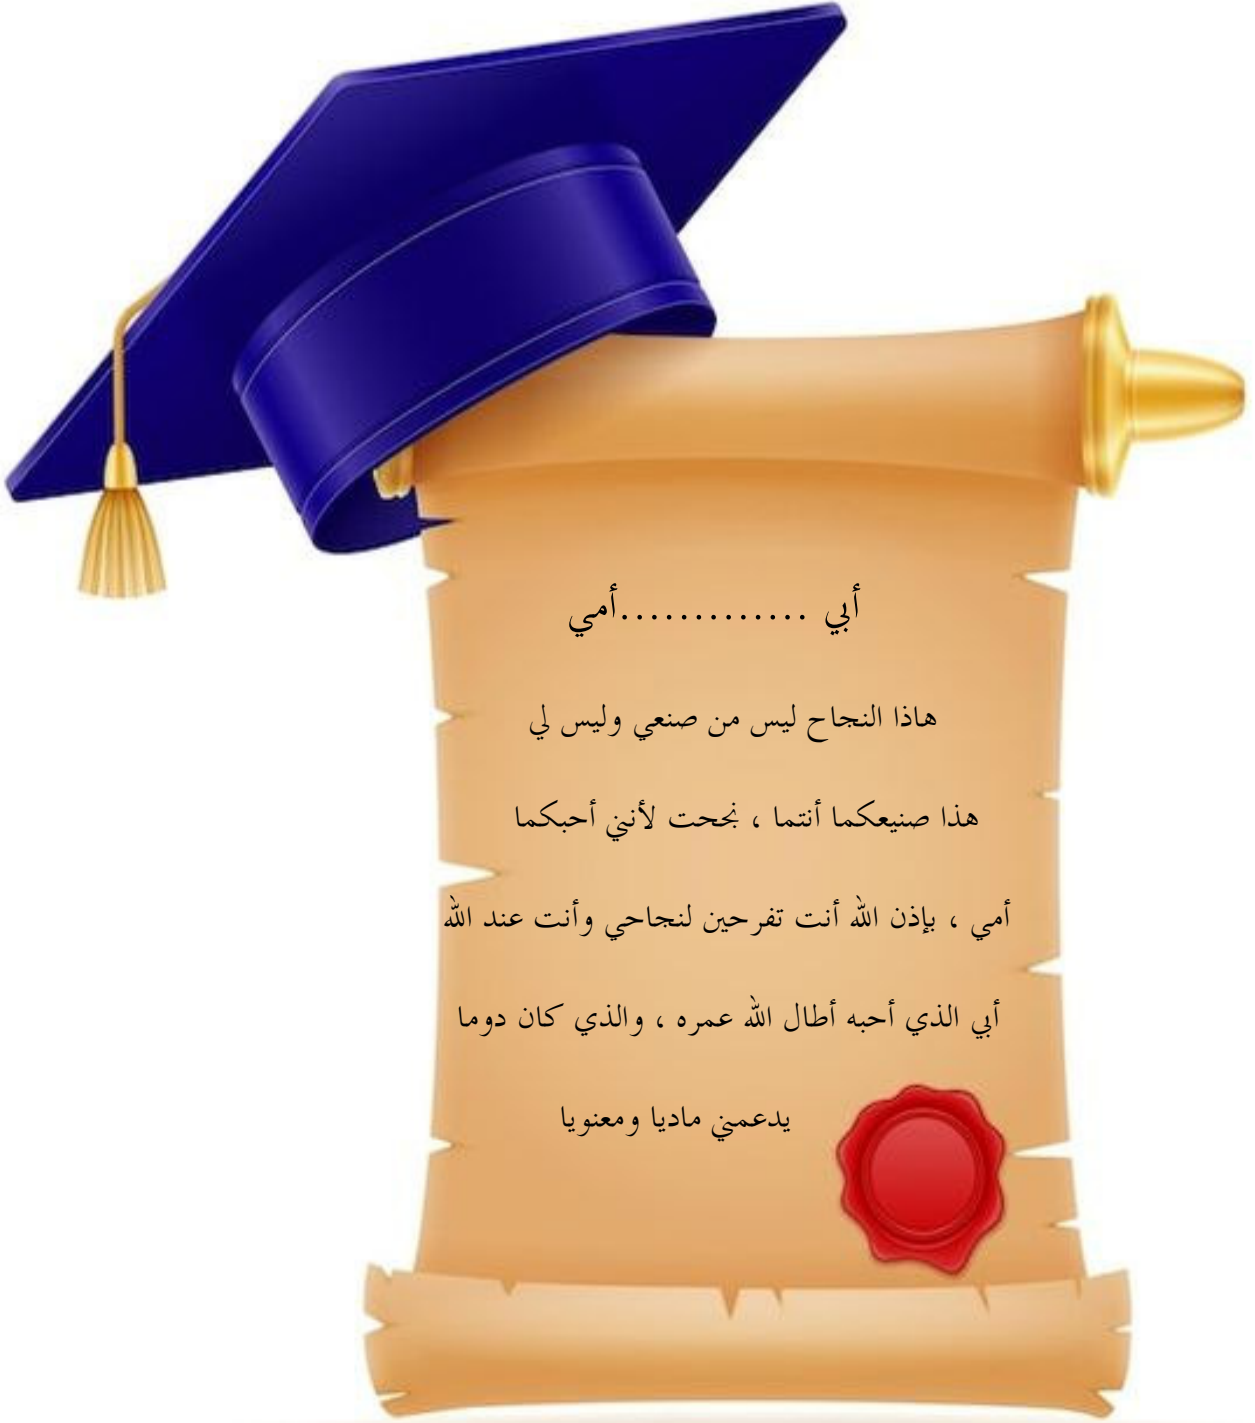 أبي .............أمي
هاذا النجاح ليس من صنعي وليس لي
هذا صنيعكما أنتما ، نجحت لأنني أحبكما
أمي ، بإذن الله أنت تفرحين لنجاحي وأنت عند الله
أبي الذي أحبه أطال الله عمره ، والذي كان دوما
يدعمني ماديا ومعنويا